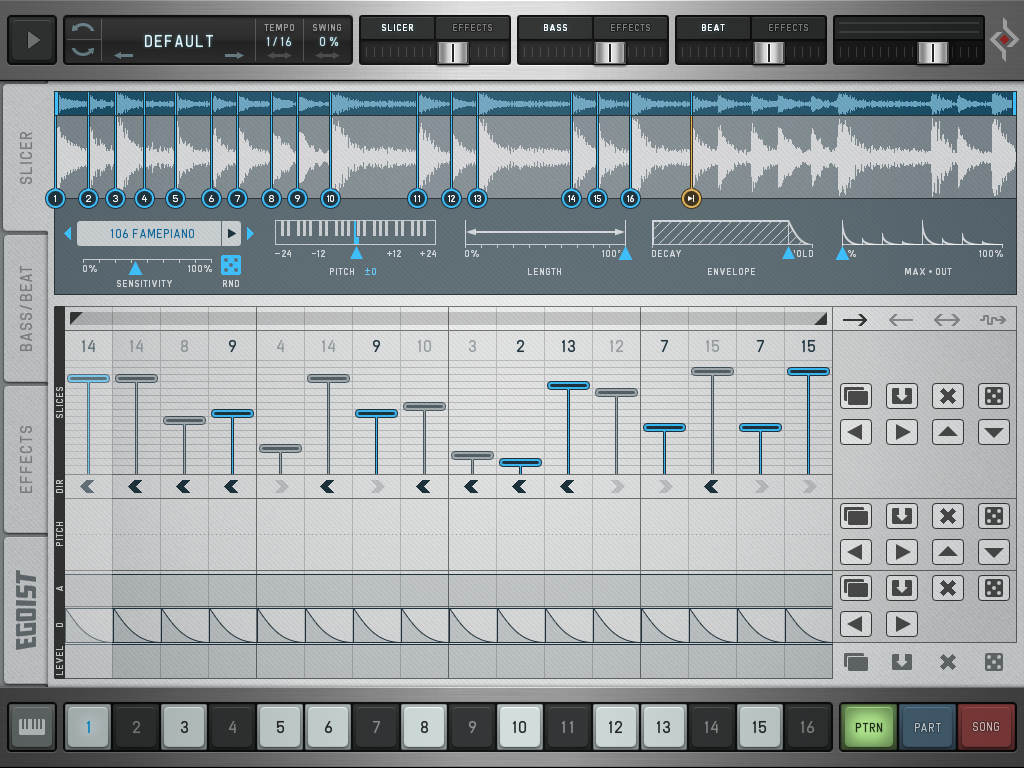 SLICER EFFECTS BASS EFFECTS BEAT EFFECTS
DEFAULT TEMPO 1/16 SWING 0 %
SLICER
BASS/BEAT
EFFECTS
EGOIST
1 2 3 4 5 6 7 8 9 10 11 12 13 14 15 16
106 FAMEPIANO
0% 100%
SENSITIVITY RND
-24 -12 +12 +24
PITCH ±0
0% 100%
LENGTH
DECAY HOLD
ENVELOPE
0% 100%
MAX • OUT
14 14 8 9 4 14 9 10 3 2 13 12 7 15 7 15
SLICES
DIR
PITCH
A
D
LEVEL
1 2 3 4 5 6 7 8 9 10 11 12 13 14 15 16
PTRN PART SONG